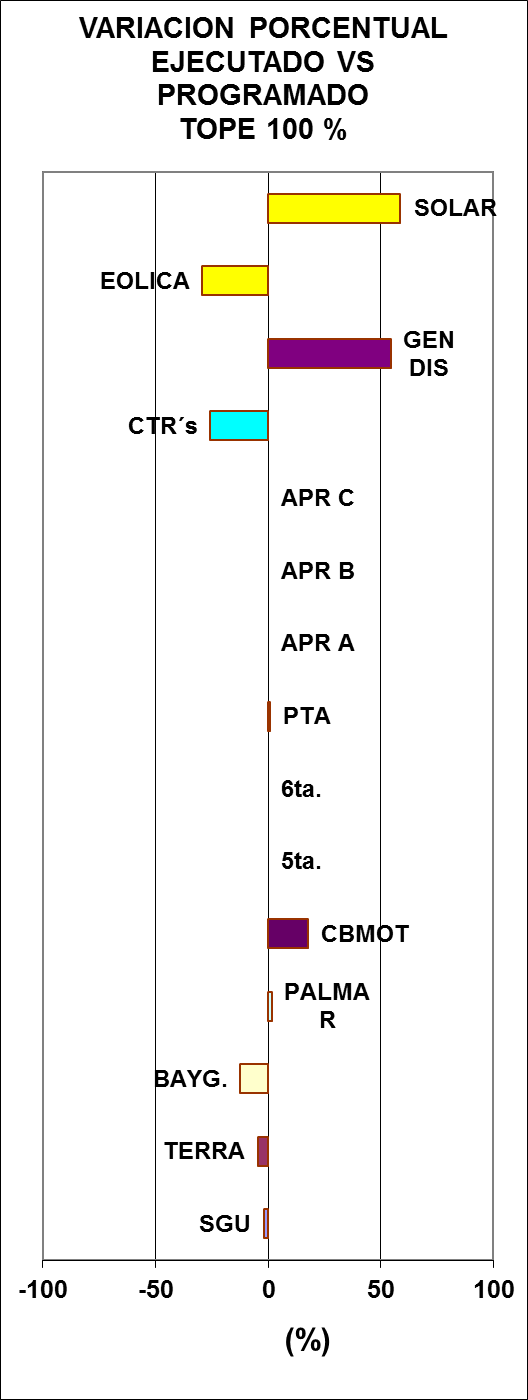 VARIACION PORCENTUAL
EJECUTADO VS
PROGRAMADO
TOPE 100 %
SOLAR
EOLICA
GEN
DIS
CTR´s
APR C
APR B
APR A
PTA
6ta.
5ta.
CBMOT
PALMA
R
BAYG.
TERRA
SGU
-100 -50 0 50 100
(%)